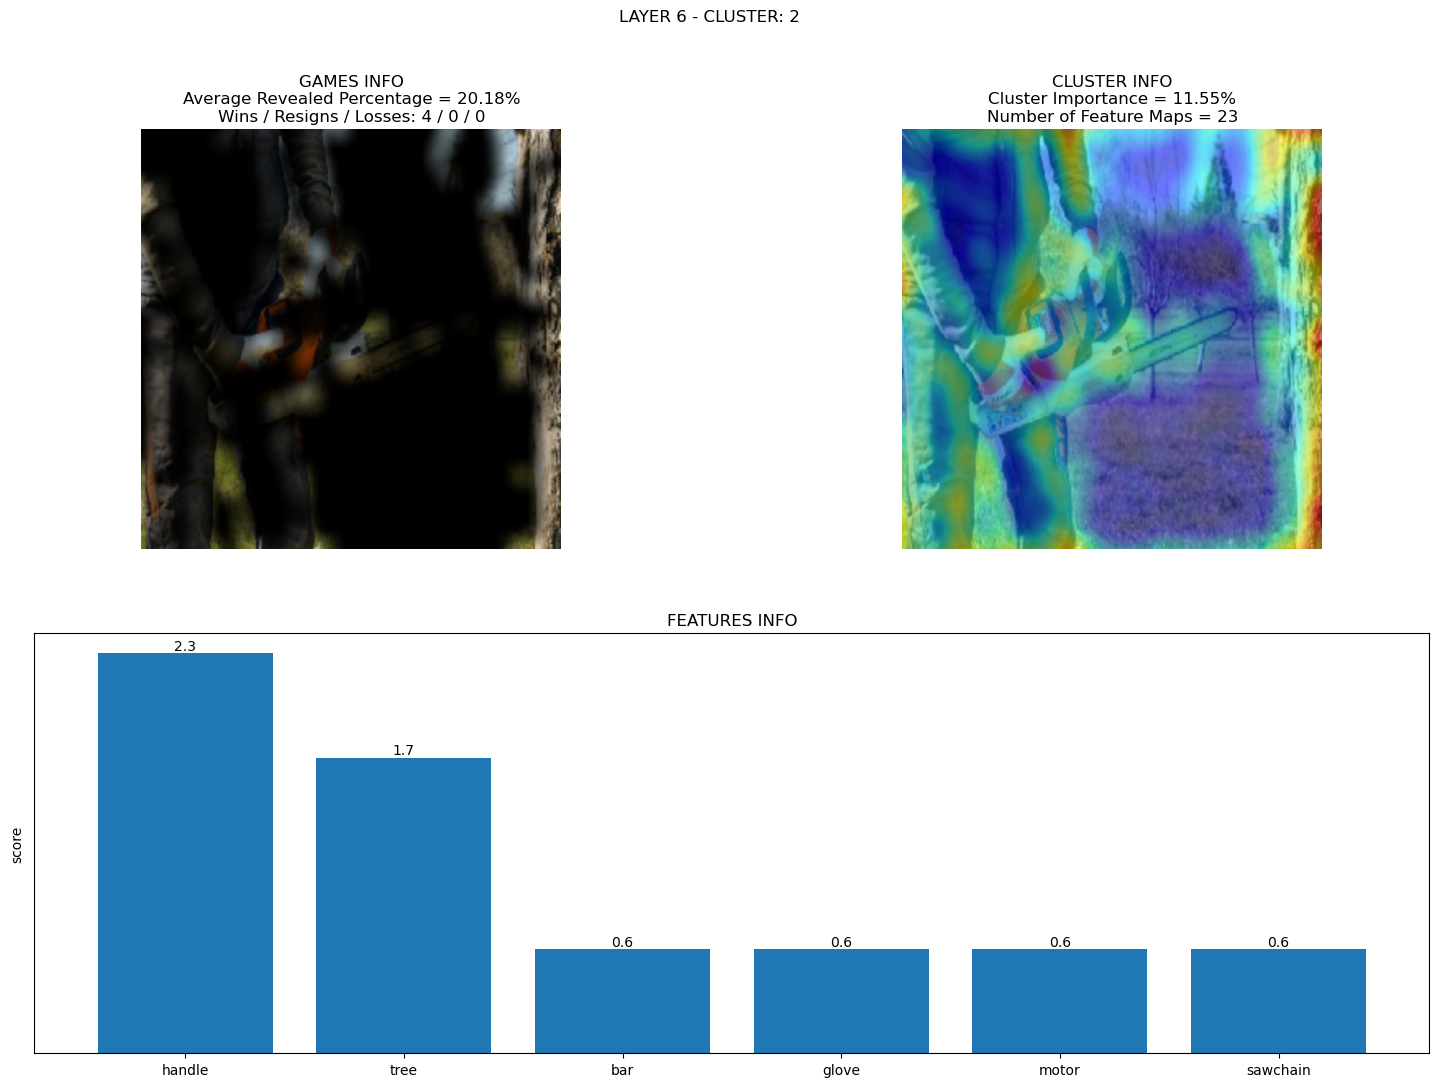 LAYER 6 - CLUSTER: 2
GAMES INFO
Average Revealed Percentage = 20.18%
Wins / Resigns / Losses: 4 / 0 / 0
CLUSTER INFO
Cluster Importance = 11.55%
Number of Feature Maps = 23
FEATURES INFO
score
2.3
1.7
0.6
0.6
0.6
0.6
handle
tree
bar
glove
motor
sawchain